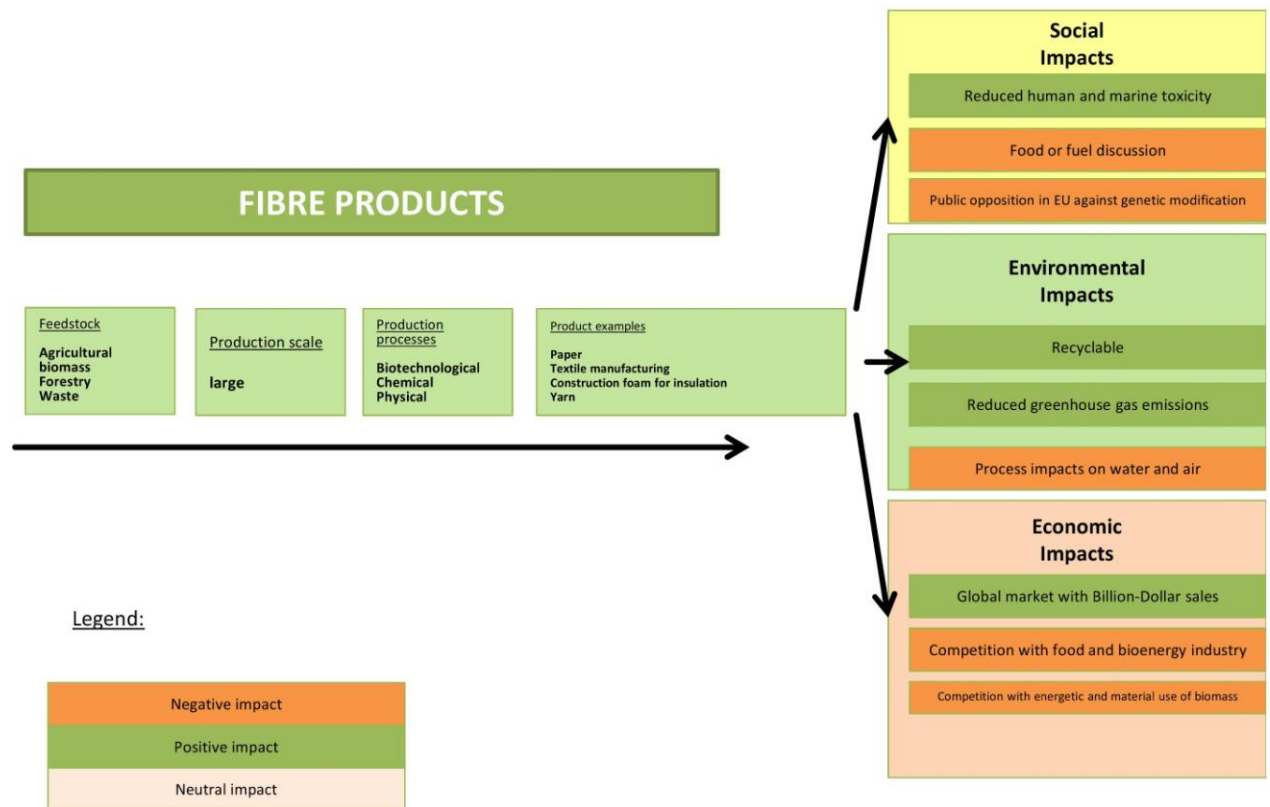 FIBRE PRODUCTS
Feedstock
Agricultural
biomass
Forestry
Waste
Production scale
large
Production
processes
Biotechnological
Chemical
Physical
Product examples
Paper
Textile manufacturing
Construction foam for insulation
Yarn
Social
Impacts
Reduced human and marine toxicity
Food or fuel discussion
Public opposition in EU against genetic modification
Environmental
Impacts
Recyclable
Reduced greenhouse gas emissions
Process impacts on water and air
Economic
Impacts
Global market with Billion-Dollar sales
Competition with food and bioenergy industry
Competition with energetic and material use of biomass
Legend:
Negative impact
Positive impact
Neutral impact